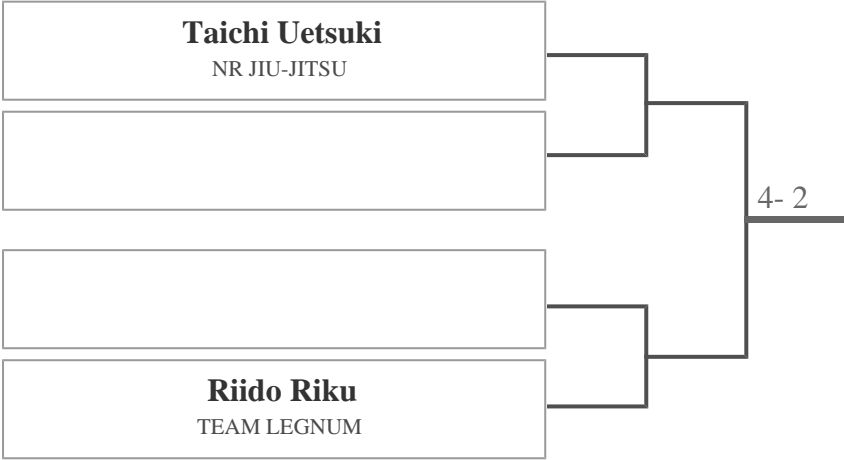 Taichi Uetsuki
NR JIU-JITSU
4- 2
Riido Riku
TEAM LEGNUM